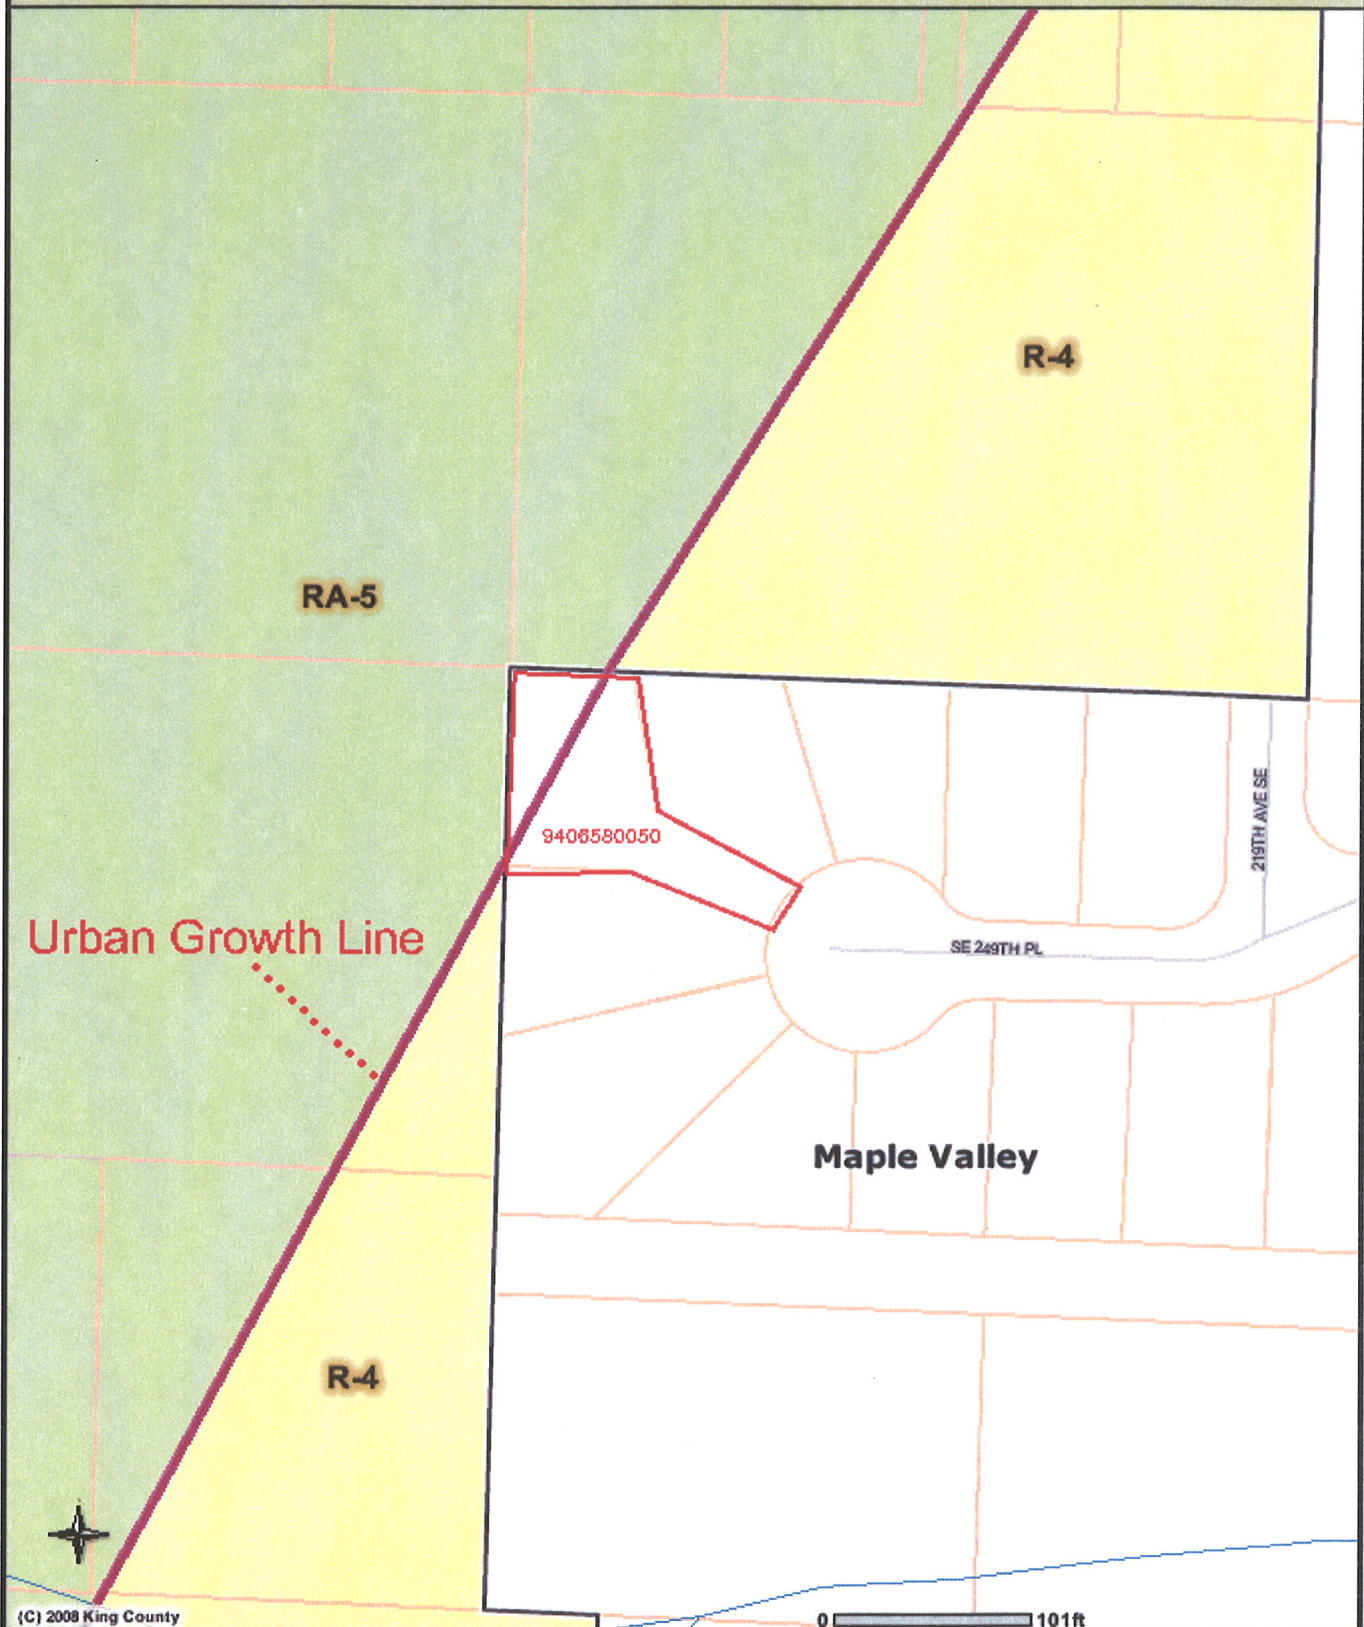 R-4
RA-5
219TH AVE SE
9406580050
Urban Growth Line
SE 249TH PL
Maple Valley
R-4
(C) 2008 King County
0 101ft